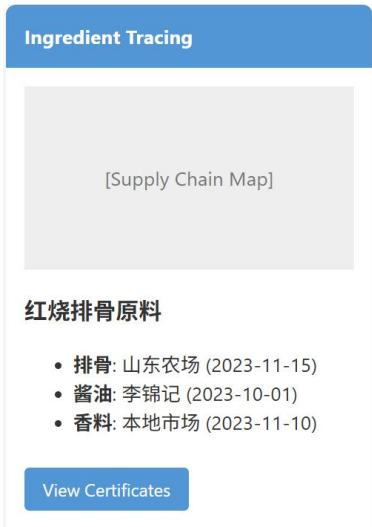 Ingredient Tracing
[Supply Chain Map]
红烧排骨原料
• 排骨: 山东农场 (2023-11-15)
• 酱油: 李锦记 (2023-10-01)
• 香料: 本地市场 (2023-11-10)
View Certificates